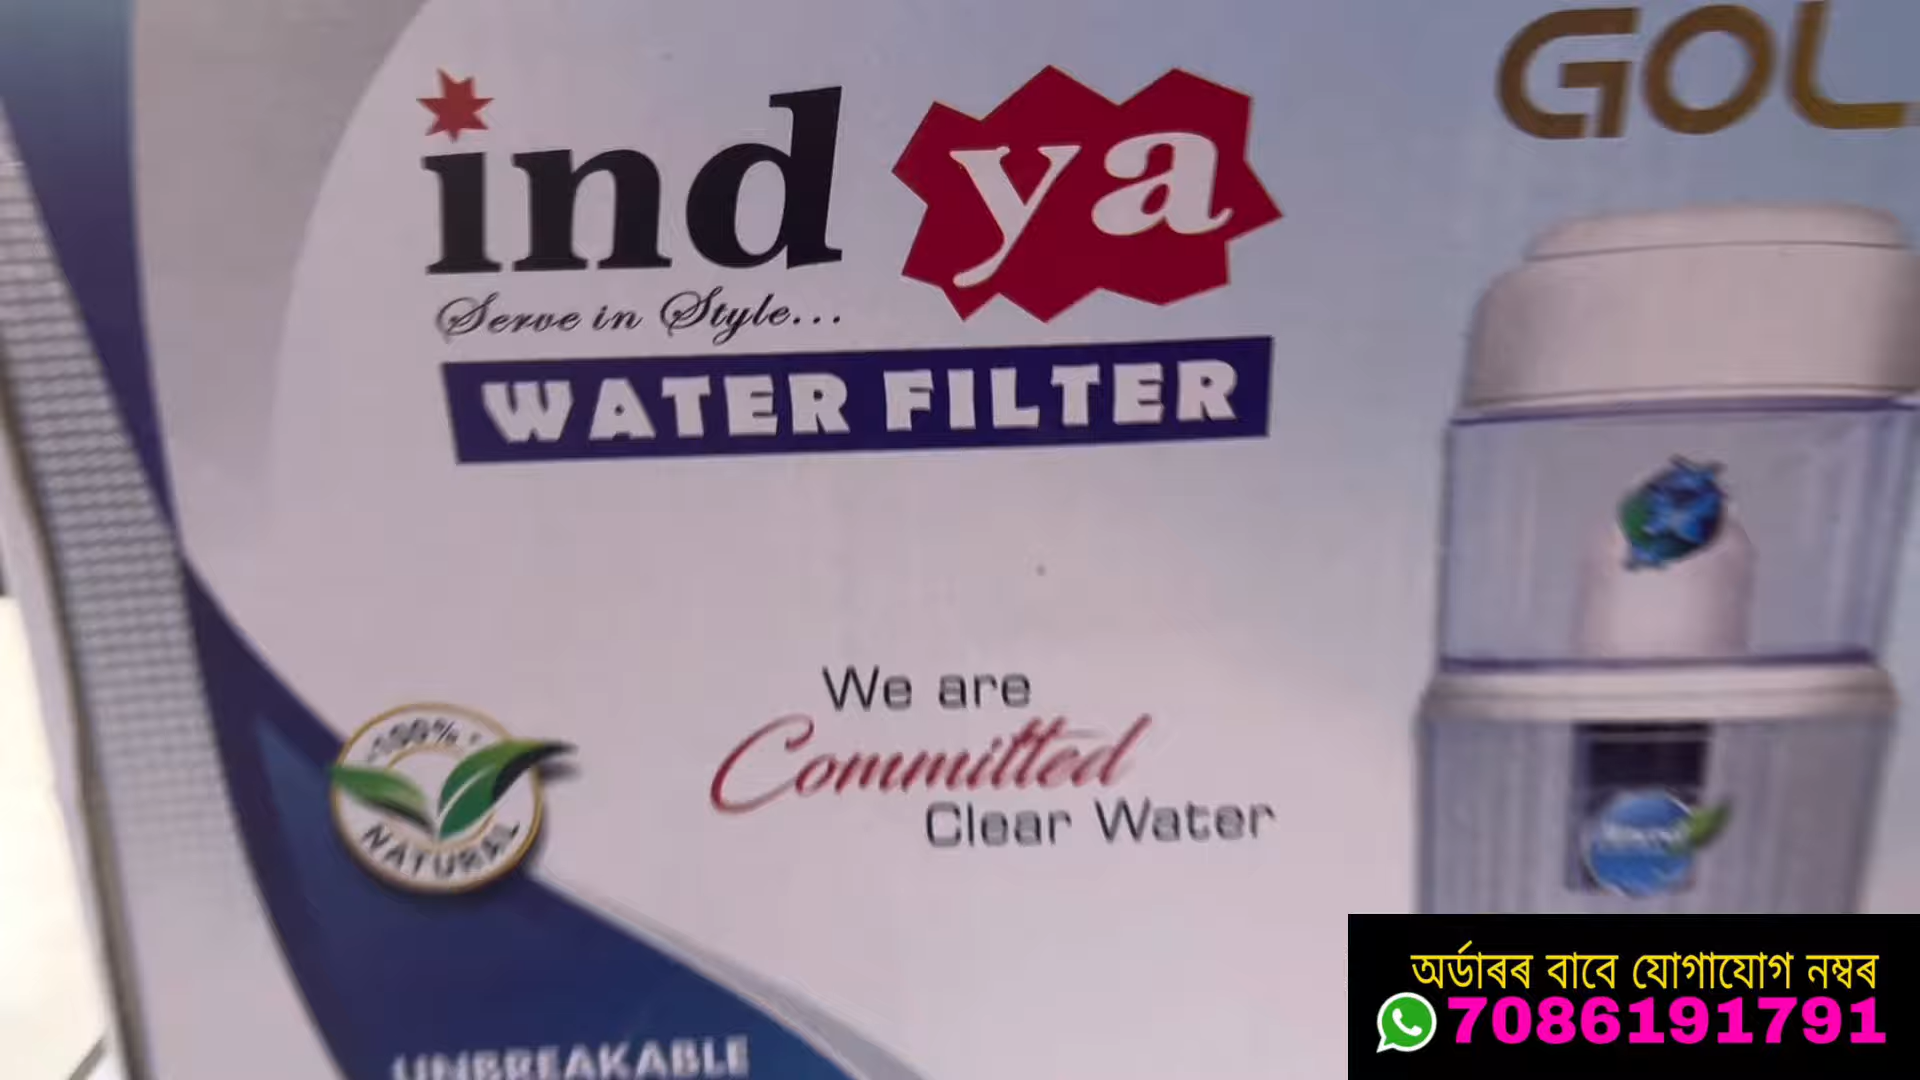 GOL
ind ya
Serve in Style...
WATER FILTER
We are
Committed
Clear Water
100%
NATURAL
UNBREAKABLE
অৰ্ডাৰৰ বাবে যোগাযোগ নম্বৰ
7086191791